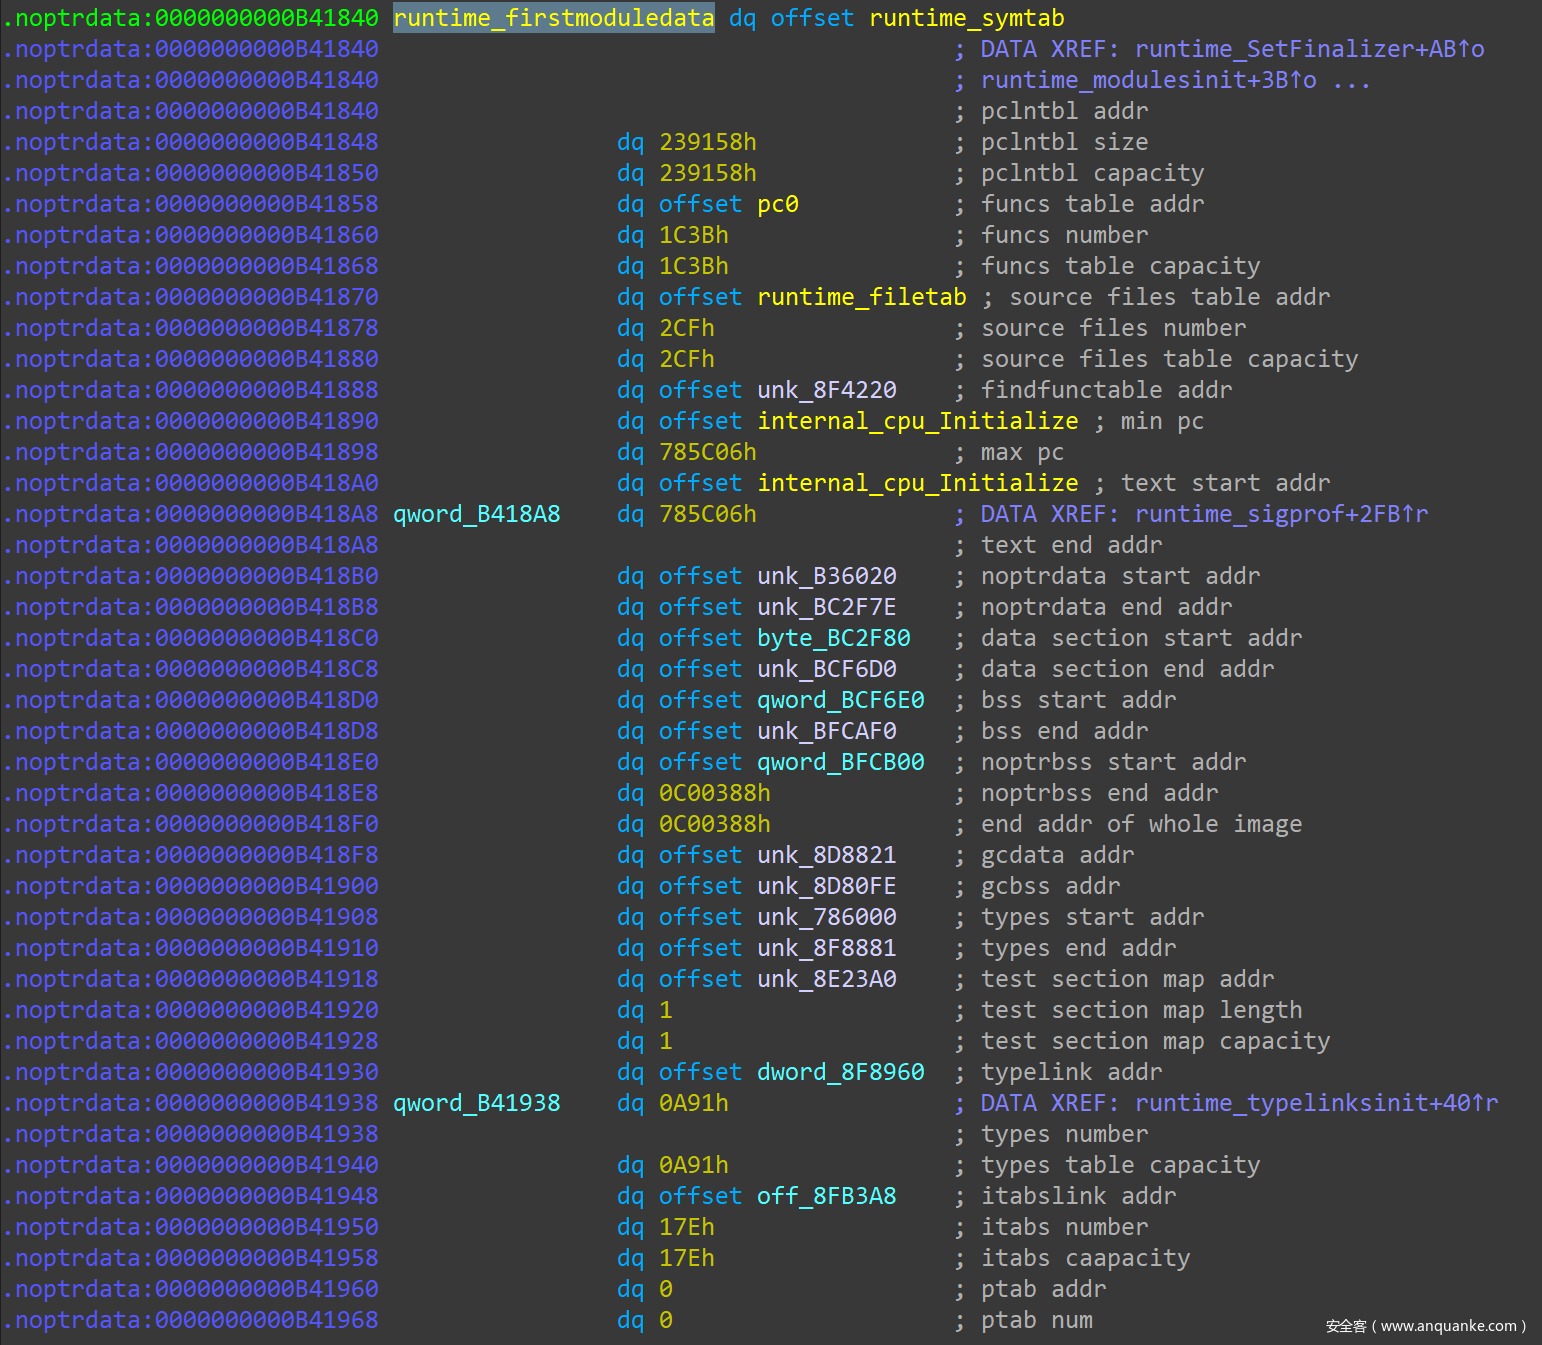 .noptrdata:0000000000B41840 runtime_firstmoduledata dq offset runtime_symtab
.noptrdata:0000000000B41840 ; DATA XREF: runtime_SetFinalizer+AB↑o
.noptrdata:0000000000B41840 ; runtime_modulesinit+3B↑o ...
.noptrdata:0000000000B41840 ; pclntbl addr
.noptrdata:0000000000B41848 dq 239158h ; pclntbl size
.noptrdata:0000000000B41850 dq 239158h ; pclntbl capacity
.noptrdata:0000000000B41858 dq offset pc0 ; funcs table addr
.noptrdata:0000000000B41860 dq 1C3Bh ; funcs number
.noptrdata:0000000000B41868 dq 1C3Bh ; funcs table capacity
.noptrdata:0000000000B41870 dq offset runtime_filetab ; source files table addr
.noptrdata:0000000000B41878 dq 2CFh ; source files number
.noptrdata:0000000000B41880 dq 2CFh ; source files table capacity
.noptrdata:0000000000B41888 dq offset unk_8F4220 ; findfunctable addr
.noptrdata:0000000000B41890 dq offset internal_cpu_Initialize ; min pc
.noptrdata:0000000000B41898 dq 785C06h ; max pc
.noptrdata:0000000000B418A0 dq offset internal_cpu_Initialize ; text start addr
.noptrdata:0000000000B418A8 qword_B418A8 dq 785C06h ; DATA XREF: runtime_sigprof+2FB↑r
.noptrdata:0000000000B418A8 ; text end addr
.noptrdata:0000000000B418B0 dq offset unk_B36020 ; noptrdata start addr
.noptrdata:0000000000B418B8 dq offset unk_BC2F7E ; noptrdata end addr
.noptrdata:0000000000B418C0 dq offset byte_BC2F80 ; data section start addr
.noptrdata:0000000000B418C8 dq offset unk_BCF6D0 ; data section end addr
.noptrdata:0000000000B418D0 dq offset qword_BCF6E0 ; bss start addr
.noptrdata:0000000000B418D8 dq offset unk_BFCAF0 ; bss end addr
.noptrdata:0000000000B418E0 dq offset qword_BFCB00 ; noptrbss start addr
.noptrdata:0000000000B418E8 dq 0C00388h ; noptrbss end addr
.noptrdata:0000000000B418F0 dq 0C00388h ; end addr of whole image
.noptrdata:0000000000B418F8 dq offset unk_8D8821 ; gcdata addr
.noptrdata:0000000000B41900 dq offset unk_8D80FE ; gcbss addr
.noptrdata:0000000000B41908 dq offset unk_786000 ; types start addr
.noptrdata:0000000000B41910 dq offset unk_8F8881 ; types end addr
.noptrdata:0000000000B41918 dq offset unk_8E23A0 ; test section map addr
.noptrdata:0000000000B41920 dq 1 ; test section map length
.noptrdata:0000000000B41928 dq 1 ; test section map capacity
.noptrdata:0000000000B41930 dq offset dword_8F8960 ; typelink addr
.noptrdata:0000000000B41938 qword_B41938 dq 0A91h ; DATA XREF: runtime_typelinksinit+40↑r
.noptrdata:0000000000B41938 ; types number
.noptrdata:0000000000B41940 dq 0A91h ; types table capacity
.noptrdata:0000000000B41948 dq offset off_8FB3A8 ; itabslink addr
.noptrdata:0000000000B41950 dq 17Eh ; itabs number
.noptrdata:0000000000B41958 dq 17Eh ; itabs caapacity
.noptrdata:0000000000B41960 dq 0 ; ptab addr
.noptrdata:0000000000B41968 dq 0 ; ptab num
安全客（www.anquanke.com）